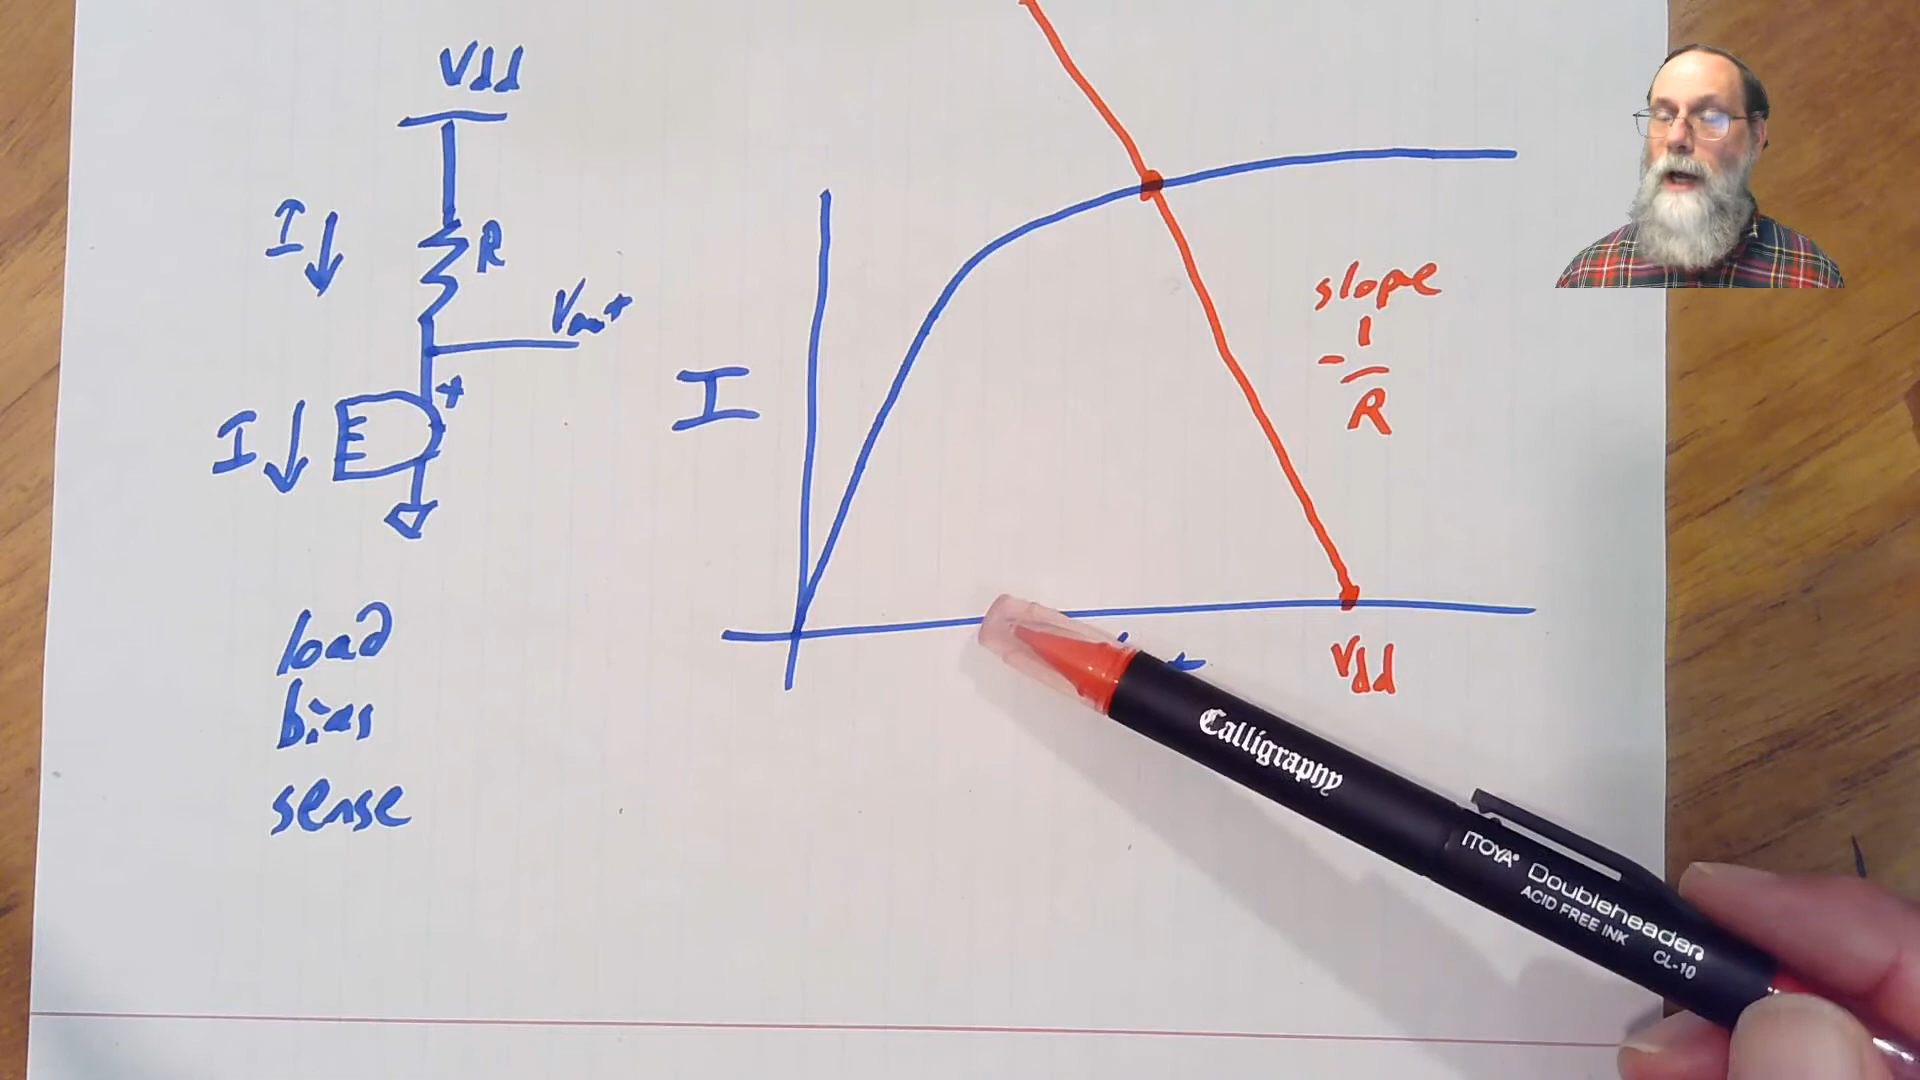 Vdd
I
R
Vout
I
+
E
load
bias
sense
I
slope
- 1
R
Vdd
Calligraphy
ITOYA® Doubleheader
ACID FREE INK
CL-10